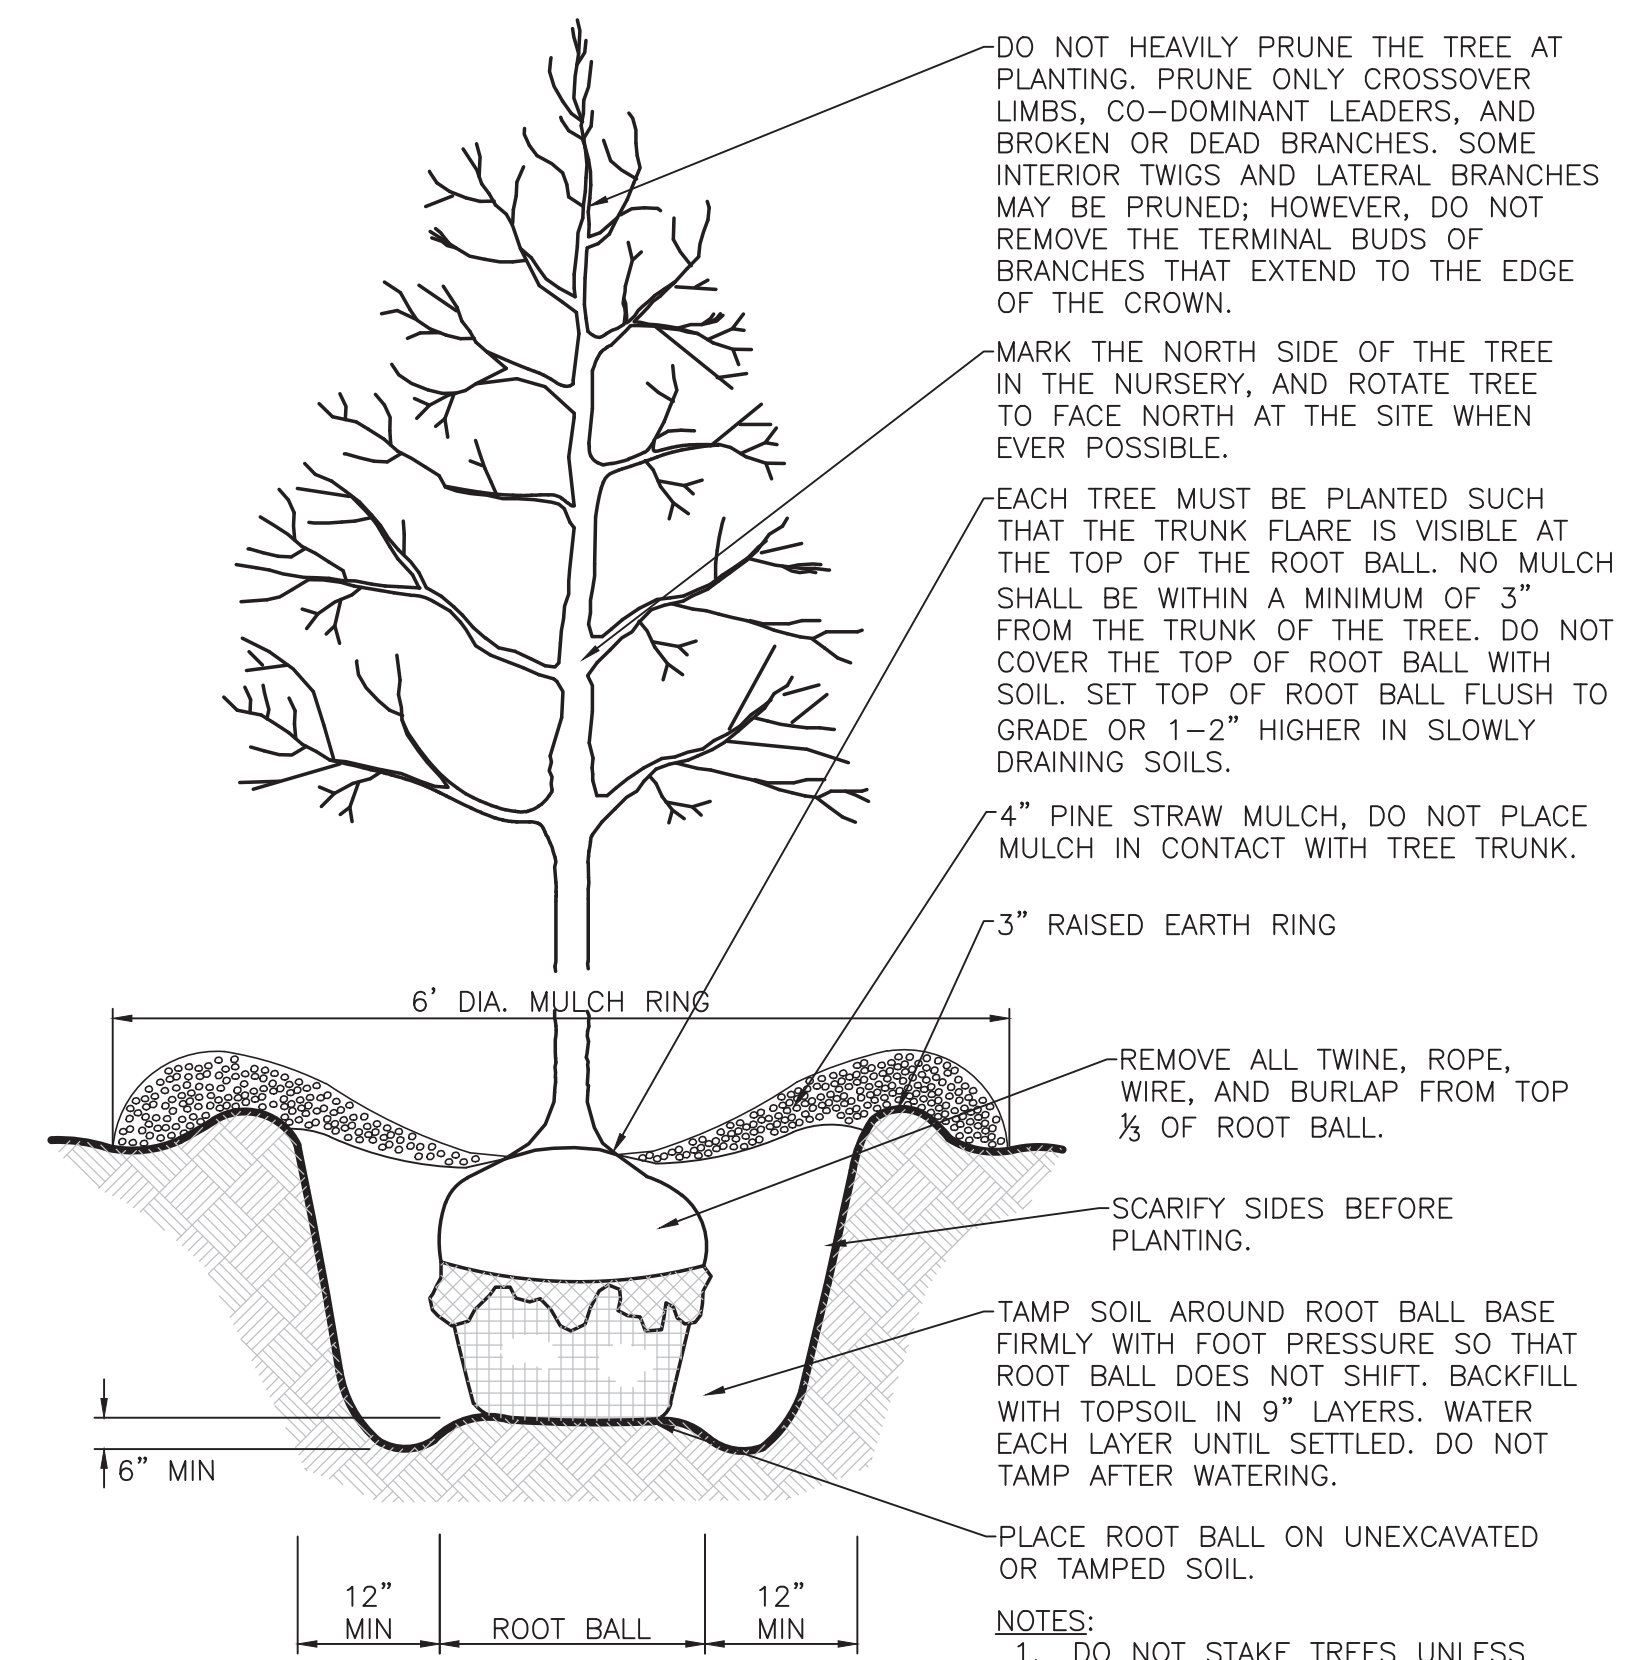 DO NOT HEAVILY PRUNE THE TREE AT
PLANTING. PRUNE ONLY CROSSOVER
LIMBS, CO-DOMINANT LEADERS, AND
BROKEN OR DEAD BRANCHES. SOME
INTERIOR TWIGS AND LATERAL BRANCHES
MAY BE PRUNED; HOWEVER, DO NOT
REMOVE THE TERMINAL BUDS OF
BRANCHES THAT EXTEND TO THE EDGE
OF THE CROWN.
MARK THE NORTH SIDE OF THE TREE
IN THE NURSERY, AND ROTATE TREE
TO FACE NORTH AT THE SITE WHEN
EVER POSSIBLE.
EACH TREE MUST BE PLANTED SUCH
THAT THE TRUNK FLARE IS VISIBLE AT
THE TOP OF THE ROOT BALL. NO MULCH
SHALL BE WITHIN A MINIMUM OF 3”
FROM THE TRUNK OF THE TREE. DO NOT
COVER THE TOP OF ROOT BALL WITH
SOIL. SET TOP OF ROOT BALL FLUSH TO
GRADE OR 1-2” HIGHER IN SLOWLY
DRAINING SOILS.
4” PINE STRAW MULCH, DO NOT PLACE
MULCH IN CONTACT WITH TREE TRUNK.
3” RAISED EARTH RING
6’ DIA. MULCH RING
REMOVE ALL TWINE, ROPE,
WIRE, AND BURLAP FROM TOP
⅓ OF ROOT BALL.
SCARIFY SIDES BEFORE
PLANTING.
TAMP SOIL AROUND ROOT BALL BASE
FIRMLY WITH FOOT PRESSURE SO THAT
ROOT BALL DOES NOT SHIFT. BACKFILL
WITH TOPSOIL IN 9” LAYERS. WATER
EACH LAYER UNTIL SETTLED. DO NOT
TAMP AFTER WATERING.
6” MIN
PLACE ROOT BALL ON UNEXCAVATED
OR TAMPED SOIL.
12”
MIN
ROOT BALL
12”
MIN
NOTES:
1. DO NOT STAKE TREES UNLESS